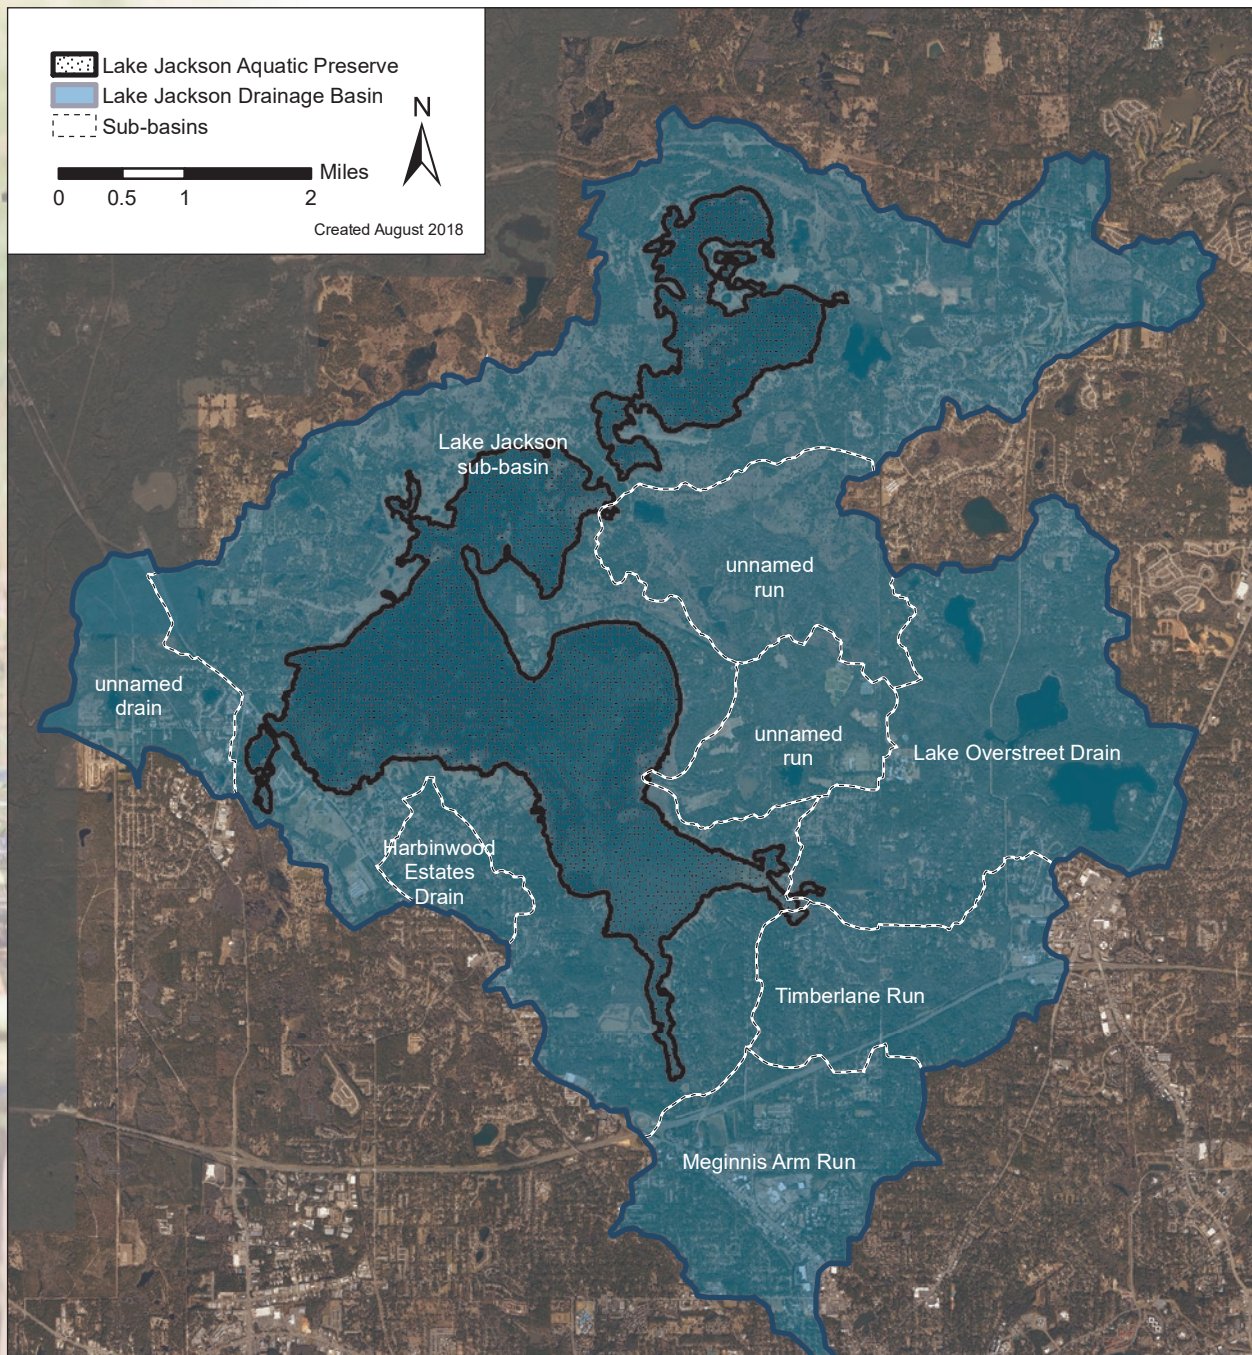 Lake Jackson Aquatic Preserve
Lake Jackson Drainage Basin
Sub-basins
N
Miles
0 0.5 1 2
Created August 2018
Lake Jackson
sub-basin
unnamed
run
unnamed
drain
unnamed
run
Lake Overstreet Drain
Harbinwood
Estates
Drain
Timberlane Run
Meginnis Arm Run